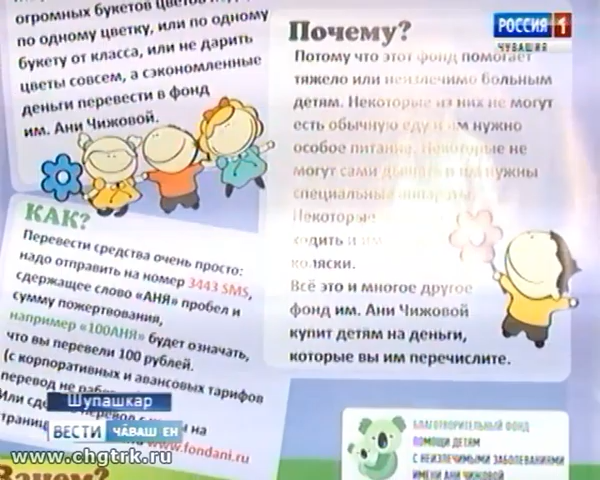 огромных букетов цветов
по одному цветку, или по одному
букету от класса, или не дарить
цветы совсем, а сэкономленные
деньги перевести в фонд
им. Ани Чижовой.
КАК?
Перевести средства очень просто:
надо отправить на номер 3443 SMS,
содержащее слово «АНЯ» пробел и
сумму пожертвования,
например «100АНЯ» будет означать,
что вы перевели 100 рублей.
(с корпоративных и авансовых тарифов
перевод не
Или
страниц www.fondani.ru
Зачем?
Почему?
Потому что этот фонд помогает
тяжело или неизлечимо больным
детям. Некоторые из них не могут
есть обычную еду и им нужно
особое питание. Некоторые не
могут сами дышать и им нужны
специальные аппараты.
Некоторые
ходить и им
коляски.
Всё это и многое другое
фонд им. Ани Чижовой
купит детям на деньги,
которые вы им перечислите.
БЛАГОТВОРИТЕЛЬНЫЙ ФОНД
ПОМОЩИ ДЕТЯМ
С НЕИЗЛЕЧИМЫМИ ЗАБОЛЕВАНИЯМИ
ИМЕНИ АНИ ЧИЖОВОЙ
РОССИЯ 1
ЧУВАШИЯ
Шупашкар
ВЕСТИ ЧӐВАШ ЕН
www.chgtrk.ru